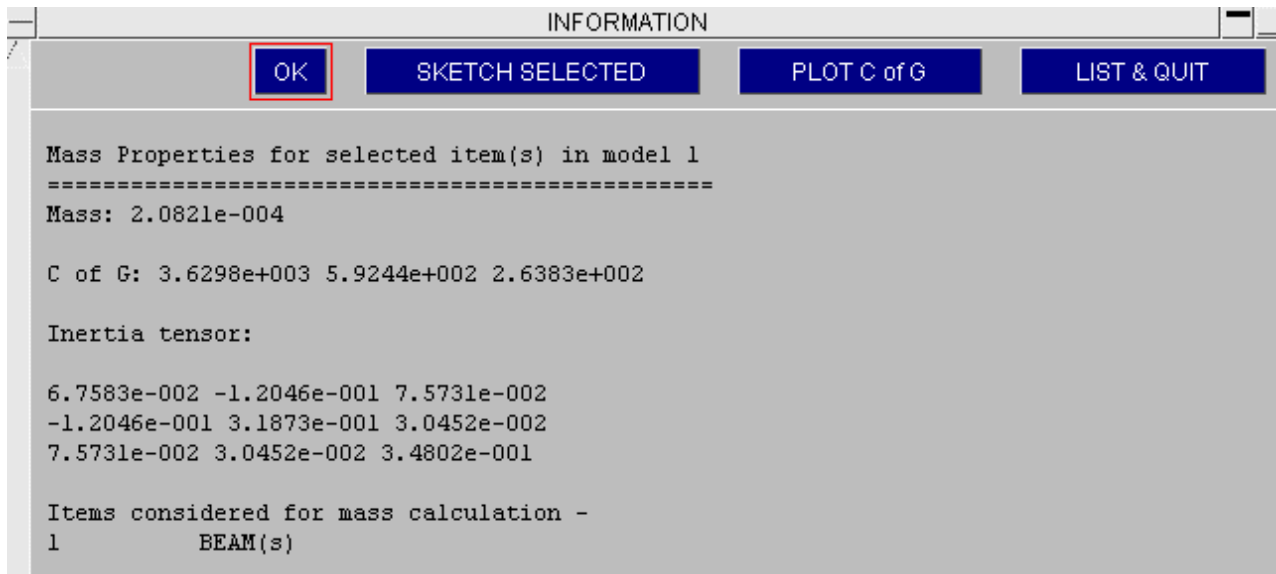 INFORMATION
OK SKETCH SELECTED PLOT C of G LIST & QUIT
Mass Properties for selected item(s) in model 1
================================================
Mass: 2.0821e-004
C of G: 3.6298e+003 5.9244e+002 2.6383e+002
Inertia tensor:
6.7583e-002 -1.2046e-001 7.5731e-002
-1.2046e-001 3.1873e-001 3.0452e-002
7.5731e-002 3.0452e-002 3.4802e-001
Items considered for mass calculation -
1 BEAM(s)